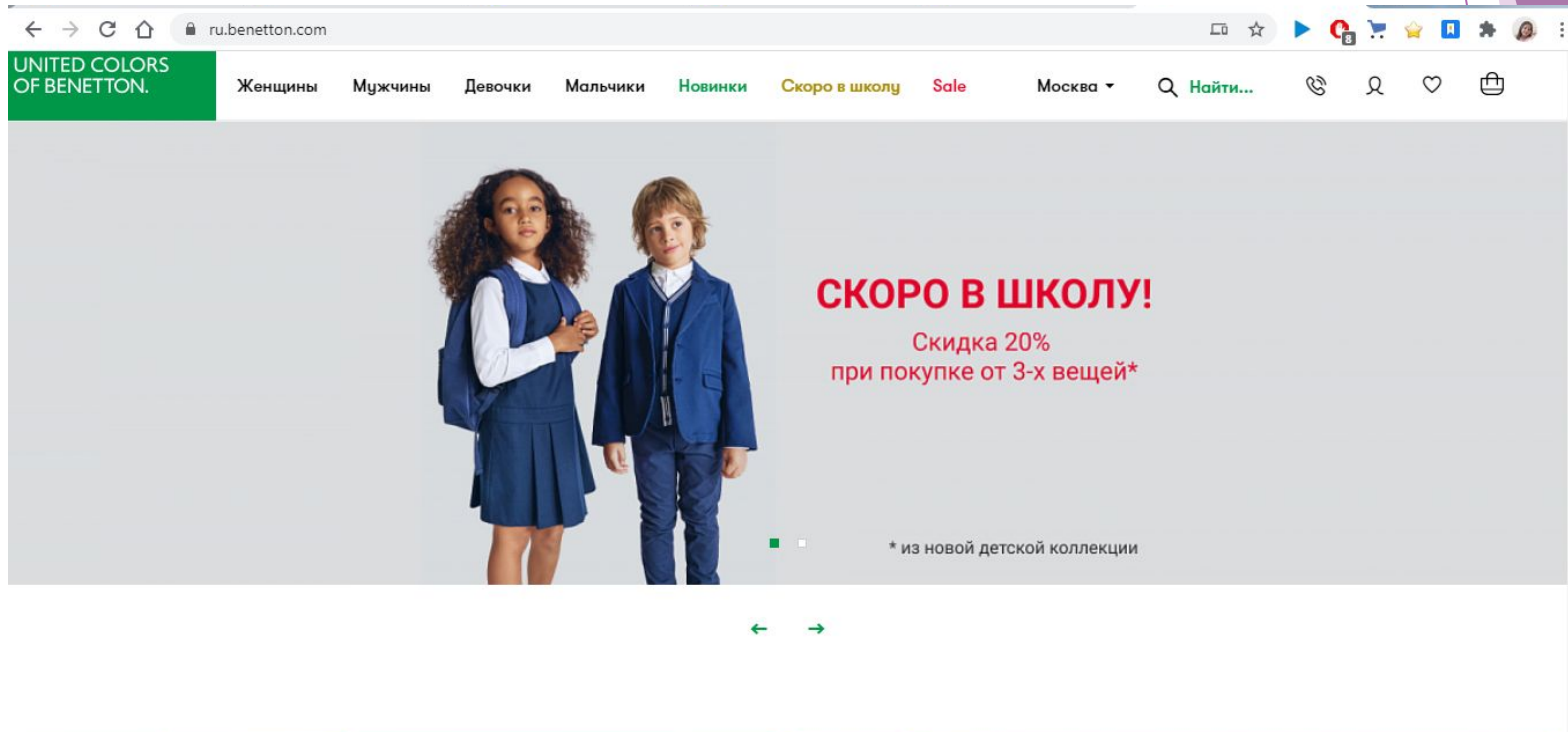 ru.benetton.com
8
UNITED COLORS
OF BENETTON.
Женщины Мужчины Девочки Мальчики Новинки Скоро в школу Sale Москва Найти...
СКОРО В ШКОЛУ!
Скидка 20%
при покупке от 3-х вещей*
* из новой детской коллекции